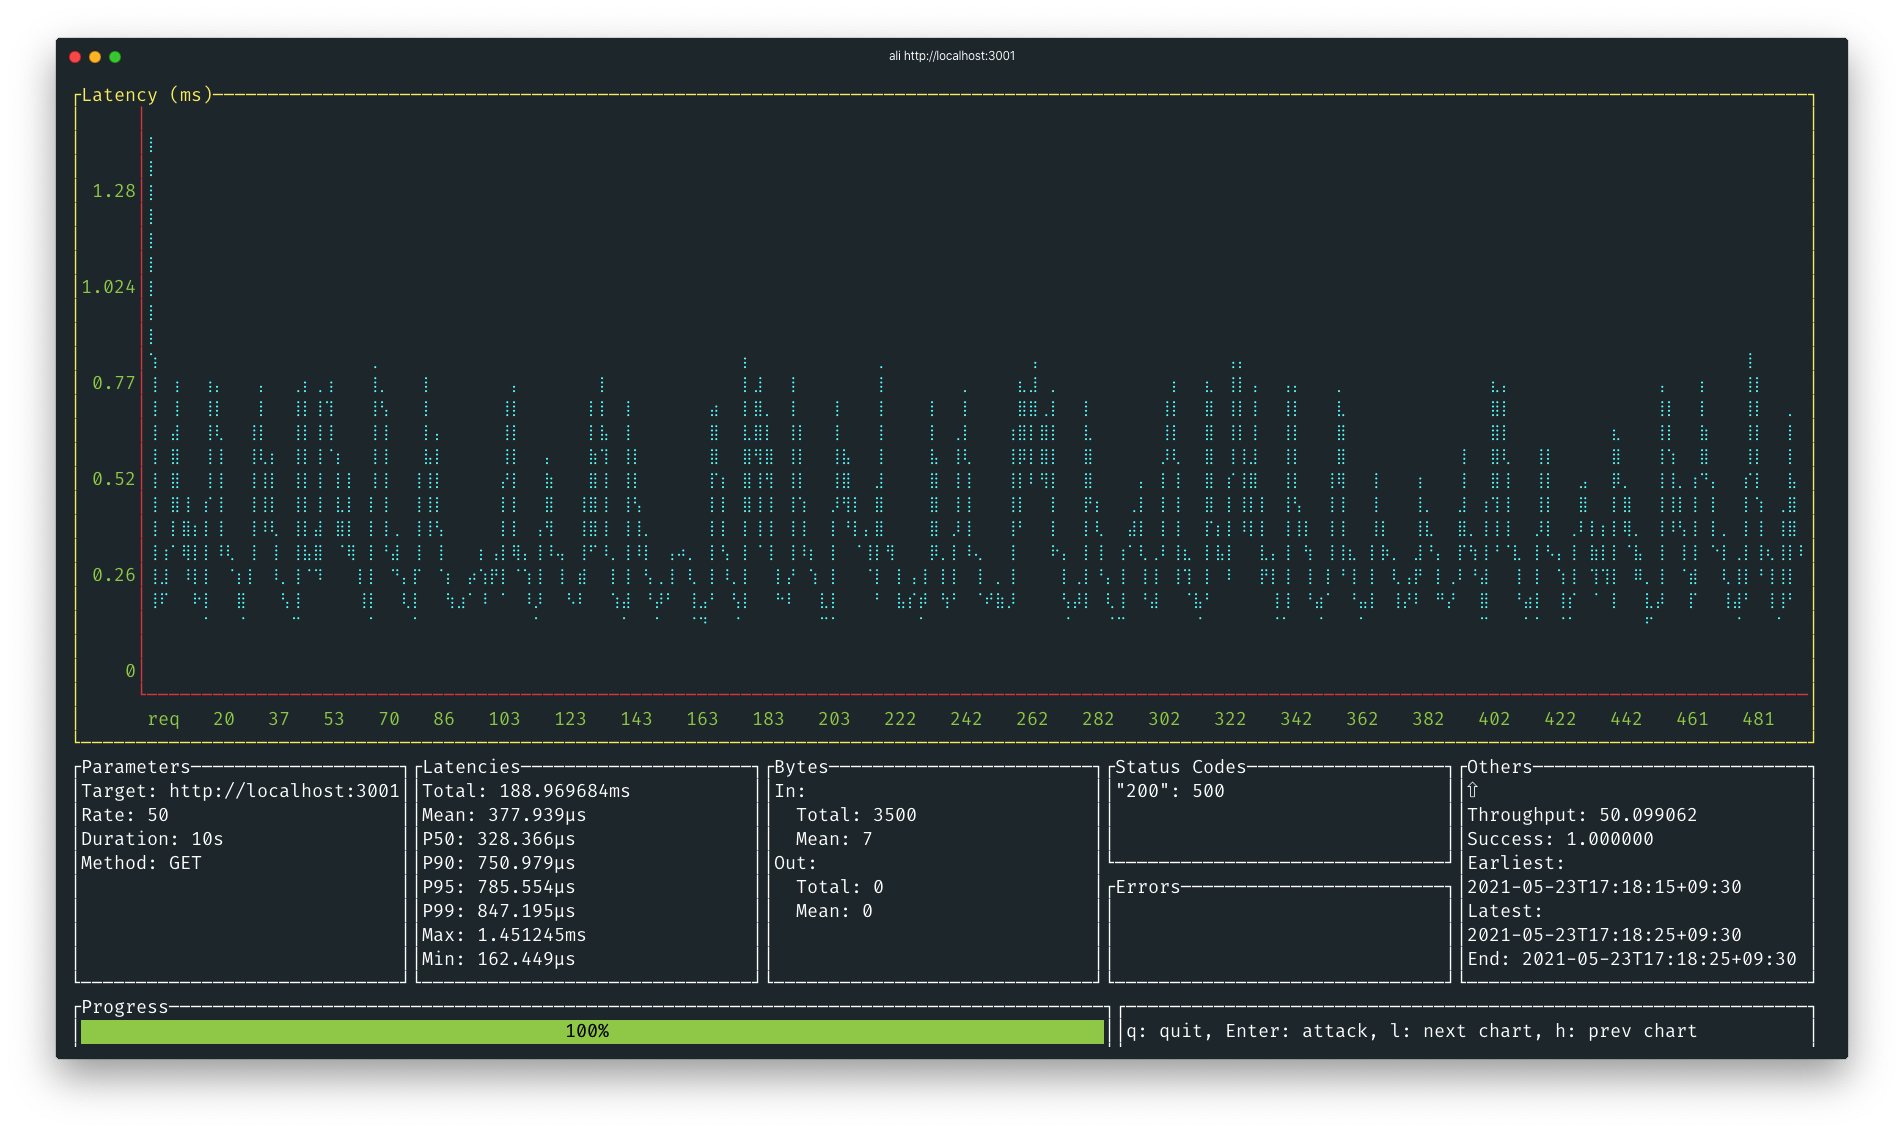 ali http://localhost:3001
Latency (ms)
1.28
1.024
0.77
0.52
0.26
0
req 20 37 53 70 86 103 123 143 163 183 203 222 242 262 282 302 322 342 362 382 402 422 442 461 481
Parameters
Target: http://localhost:3001
Rate: 50
Duration: 10s
Method: GET
Latencies
Total: 188.969684ms
Mean: 377.939µs
P50: 328.366µs
P90: 750.979µs
P95: 785.554µs
P99: 847.195µs
Max: 1.451245ms
Min: 162.449µs
Bytes
In:
Total: 3500
Mean: 7
Out:
Total: 0
Mean: 0
Status Codes
"200": 500
Errors
Others
⇧
Throughput: 50.099062
Success: 1.000000
Earliest:
2021-05-23T17:18:15+09:30
Latest:
2021-05-23T17:18:25+09:30
End: 2021-05-23T17:18:25+09:30
Progress
100%
q: quit, Enter: attack, l: next chart, h: prev chart